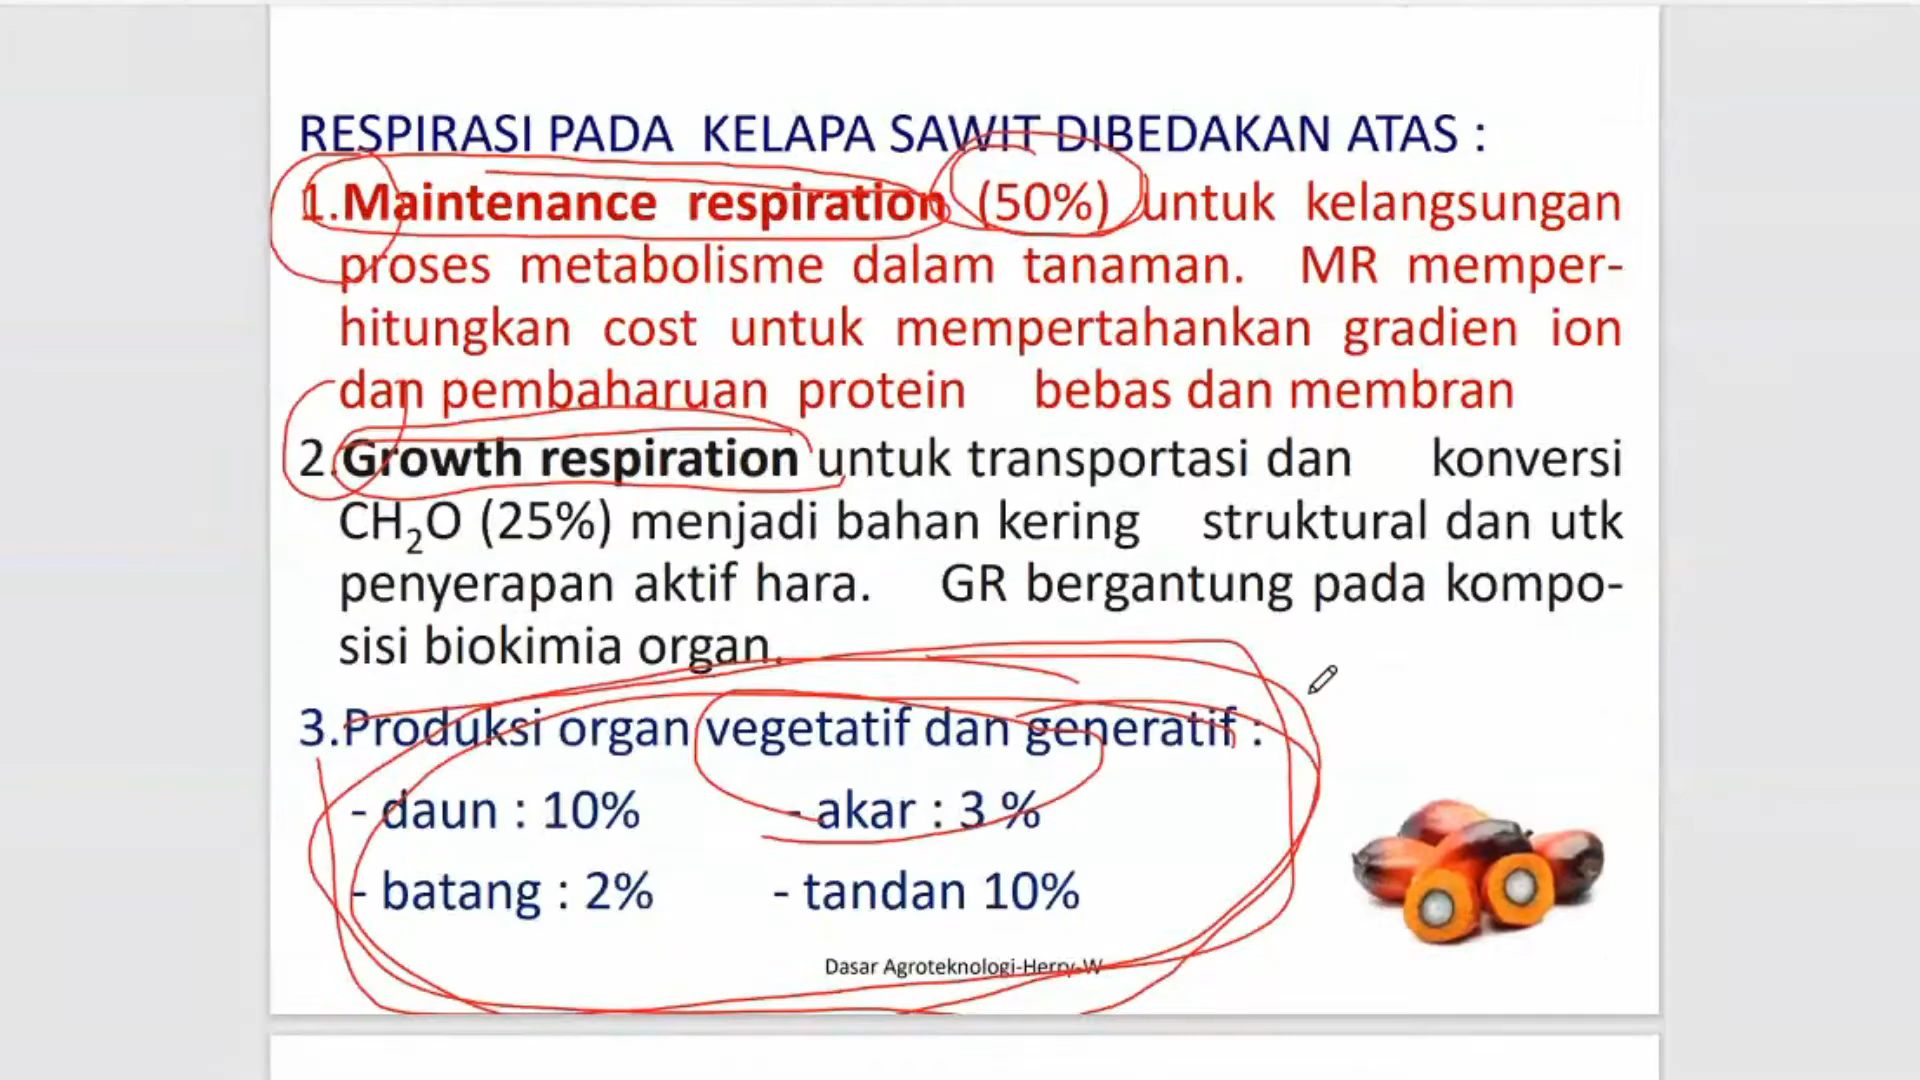 RESPIRASI PADA KELAPA SAWIT DIBEDAKAN ATAS :
1.Maintenance respiration (50%) untuk kelangsungan
proses metabolisme dalam tanaman. MR memper-
hitungkan cost untuk mempertahankan gradien ion
dan pembaharuan protein bebas dan membran
2.Growth respiration untuk transportasi dan konversi
CH₂O (25%) menjadi bahan kering struktural dan utk
penyerapan aktif hara. GR bergantung pada kompo-
sisi biokimia organ.
3.Produksi organ vegetatif dan generatif :
- daun : 10% - akar : 3 %
- batang : 2% - tandan 10%
Dasar Agroteknologi-Herry-W